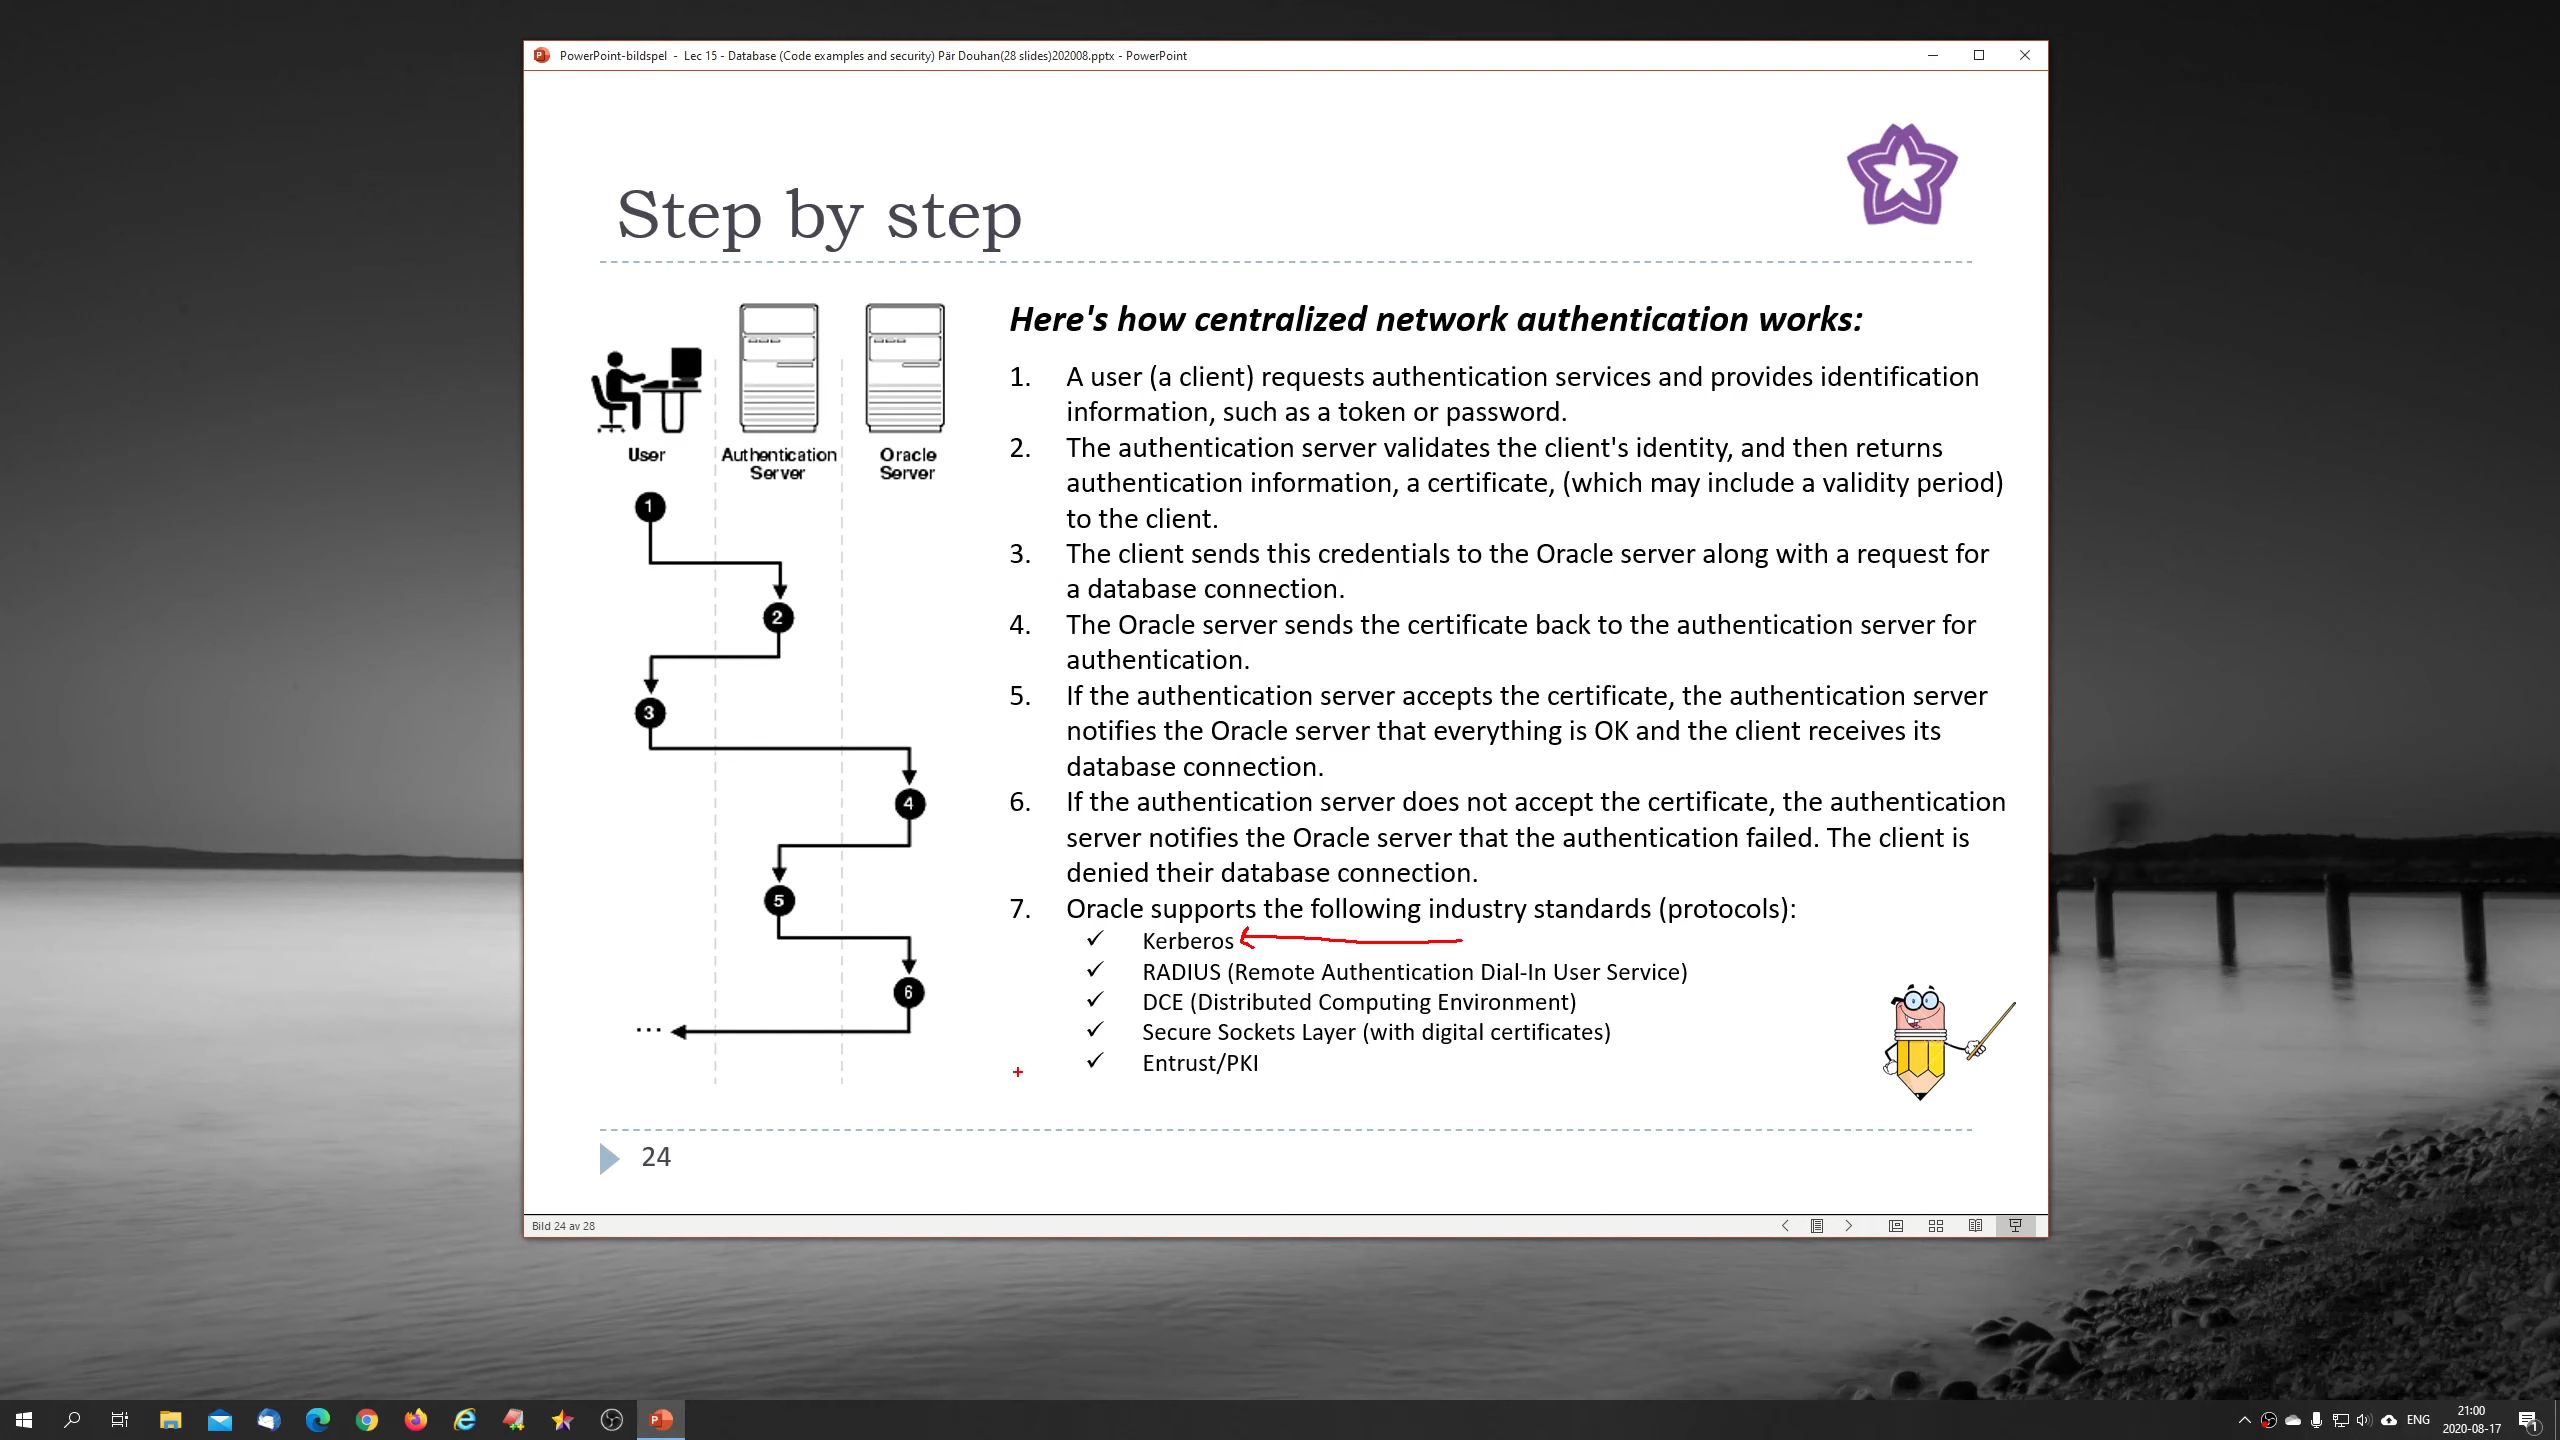 PowerPoint-bildspel - Lec 15 - Database (Code examples and security) Pär Douhan(28 slides)202008.pptx - PowerPoint
Step by step
User
Authentication
Server
Oracle
Server
1
2
3
4
5
6
...
Here's how centralized network authentication works:
1. A user (a client) requests authentication services and provides identification
information, such as a token or password.
2. The authentication server validates the client's identity, and then returns
authentication information, a certificate, (which may include a validity period)
to the client.
3. The client sends this credentials to the Oracle server along with a request for
a database connection.
4. The Oracle server sends the certificate back to the authentication server for
authentication.
5. If the authentication server accepts the certificate, the authentication server
notifies the Oracle server that everything is OK and the client receives its
database connection.
6. If the authentication server does not accept the certificate, the authentication
server notifies the Oracle server that the authentication failed. The client is
denied their database connection.
7. Oracle supports the following industry standards (protocols):
✓ Kerberos
✓ RADIUS (Remote Authentication Dial-In User Service)
✓ DCE (Distributed Computing Environment)
✓ Secure Sockets Layer (with digital certificates)
✓ Entrust/PKI
24
Bild 24 av 28
ENG
21:00
2020-08-17
1